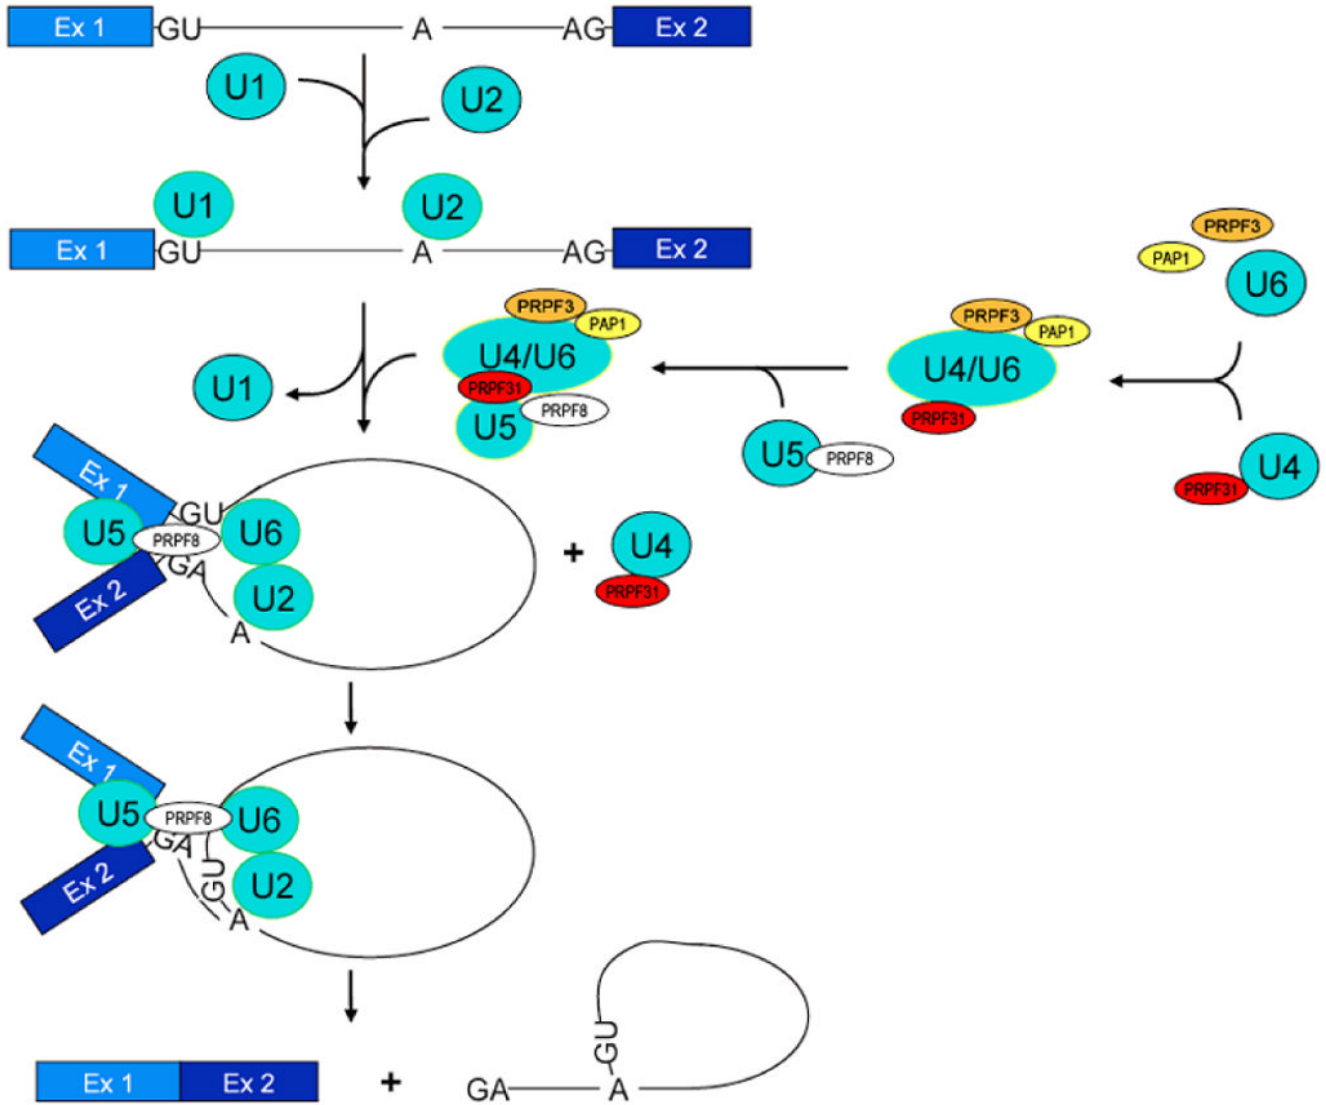 Ex 1 GU A AG Ex 2
U1
U2
U1 U2
Ex 1 GU A AG Ex 2
PRPF3
PAP1
U6
PRPF3
PAP1
U4/U6
PRPF31
PRPF8
U5
PRPF3
PAP1
U4/U6
PRPF31
U5 PRPF8
U4
PRPF31
U1
Ex 1
GU
U5 PRPF8 U6
GA
Ex 2
U2
A
+
U4
PRPF31
Ex 1
U5 PRPF8 U6
GA
Ex 2
GU
U2
A
Ex 1 Ex 2
+
GU
GA A